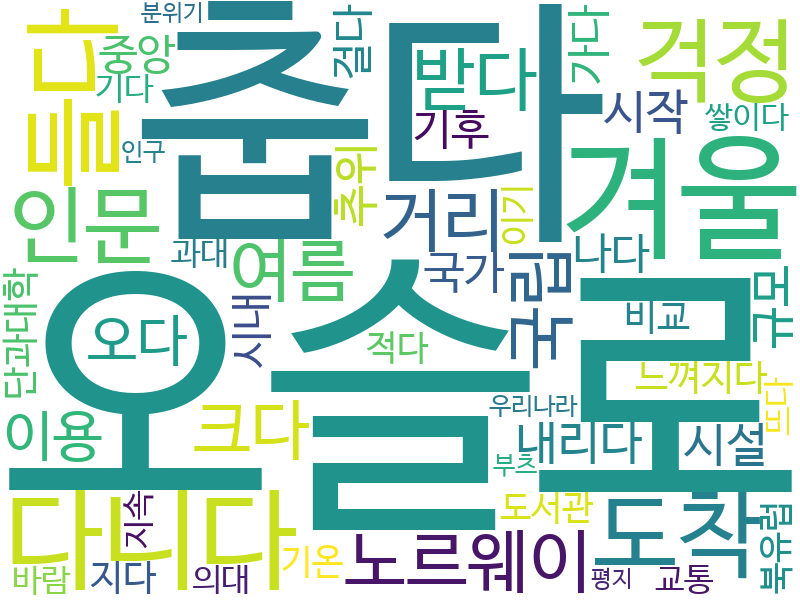 분위기
중앙
들다
기다
인구
춥다
걸다
받다
가다
걱정
기후
시작
쌓이다
겨울
추위
인문
거리
이기
과대
여름
국가
나다
국립
단과대학
시내
오다
적다
비교
규모
오슬로
느껴지다
우리나라
뜨다
이용
크다
내리다
시설
부츠
다니다
지속
도서관
도착
북유럽
노르웨이
기온
바람
지다
의대
평지
교통